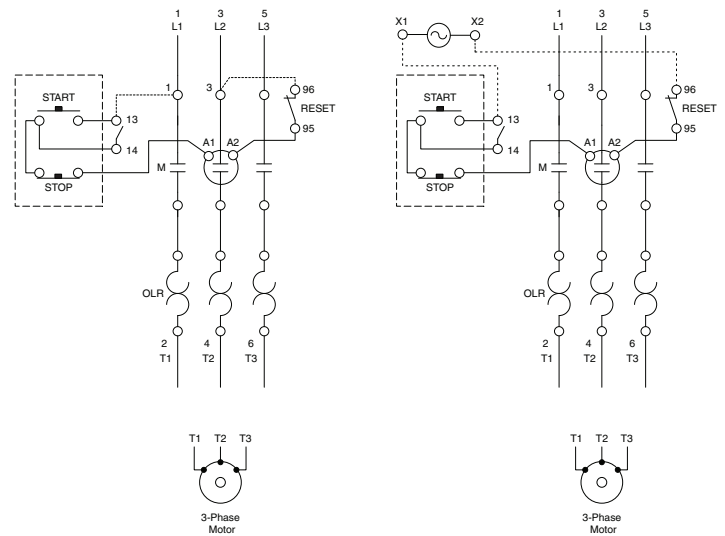 1 3 5
L1 L2 L3
1 3 96
START
RESET
13
95
14
A1 A2
M
STOP
OLR
2 4 6
T1 T2 T3
T1 T2 T3
3-Phase
Motor
X1 X2
1 3 5
L1 L2 L3
1 3 96
START
RESET
13
95
14
A1 A2
M
STOP
OLR
2 4 6
T1 T2 T3
T1 T2 T3
3-Phase
Motor